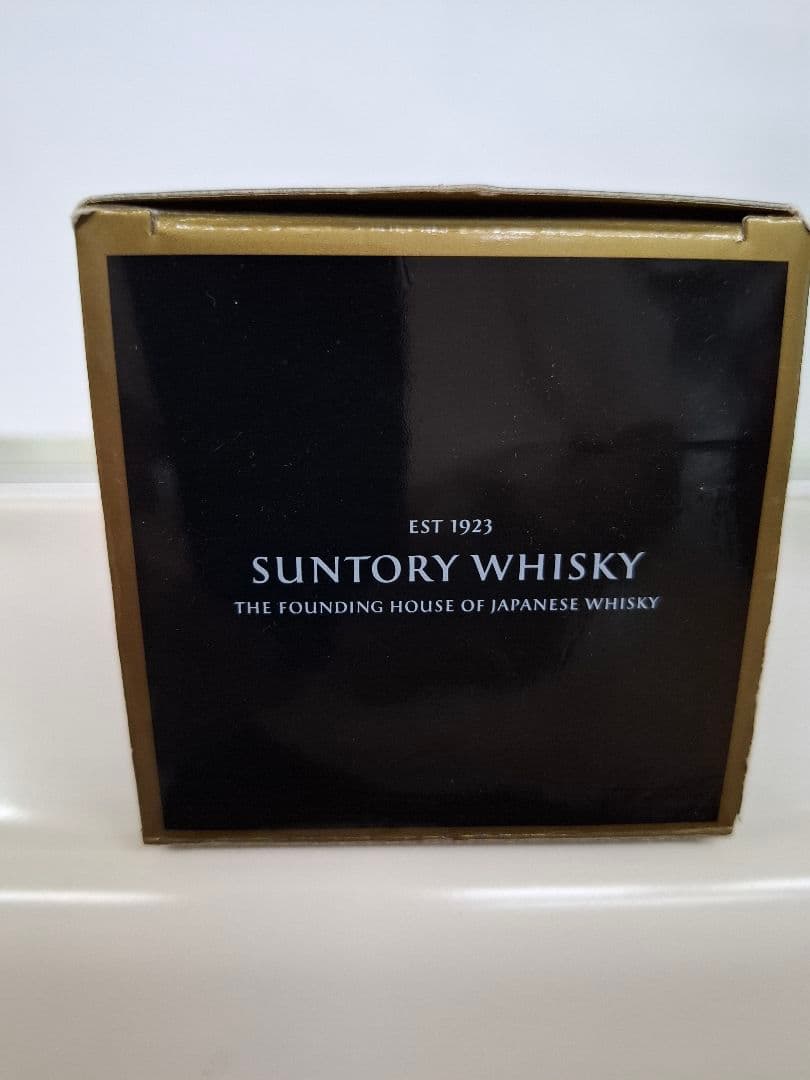 EST 1923
SUNTORY WHISKY
THE FOUNDING HOUSE OF JAPANESE WHISKY